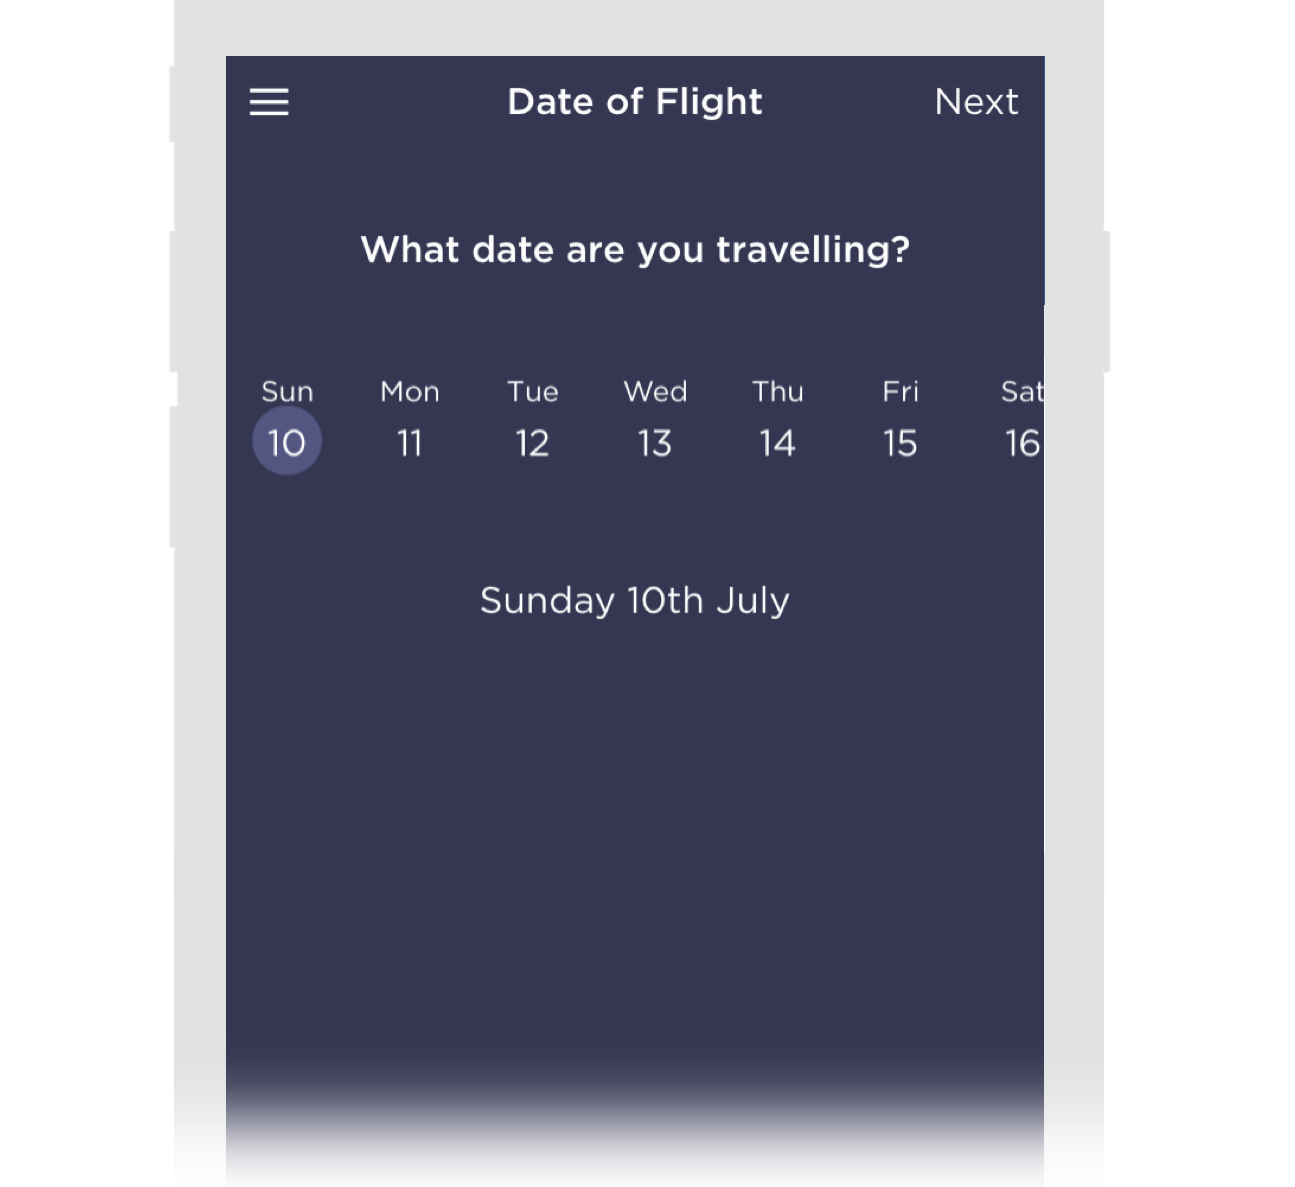 Date of Flight Next
What date are you travelling?
Sun Mon Tue Wed Thu Fri Sat
10 11 12 13 14 15 16
Sunday 10th July